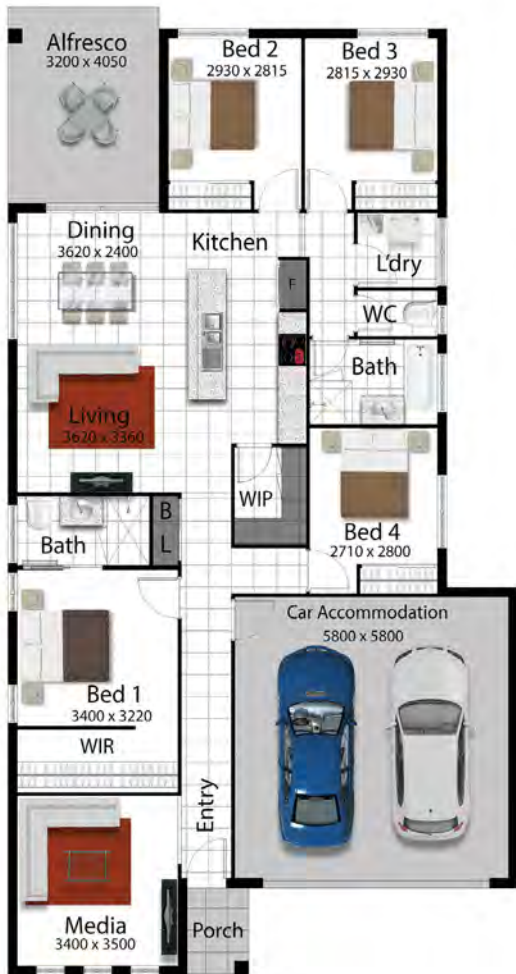 Alfresco
3200 x 4050
Bed 2
2930 x 2815
Bed 3
2815 x 2930
Dining
3620 x 2400
Kitchen
L'dry
F
WC
Bath
Living
3620 x 3360
WIP
B
L
Bath
Bed 4
2710 x 2800
Car Accommodation
5800 x 5800
Bed 1
3400 x 3220
WIR
Entry
Media
3400 x 3500
Porch